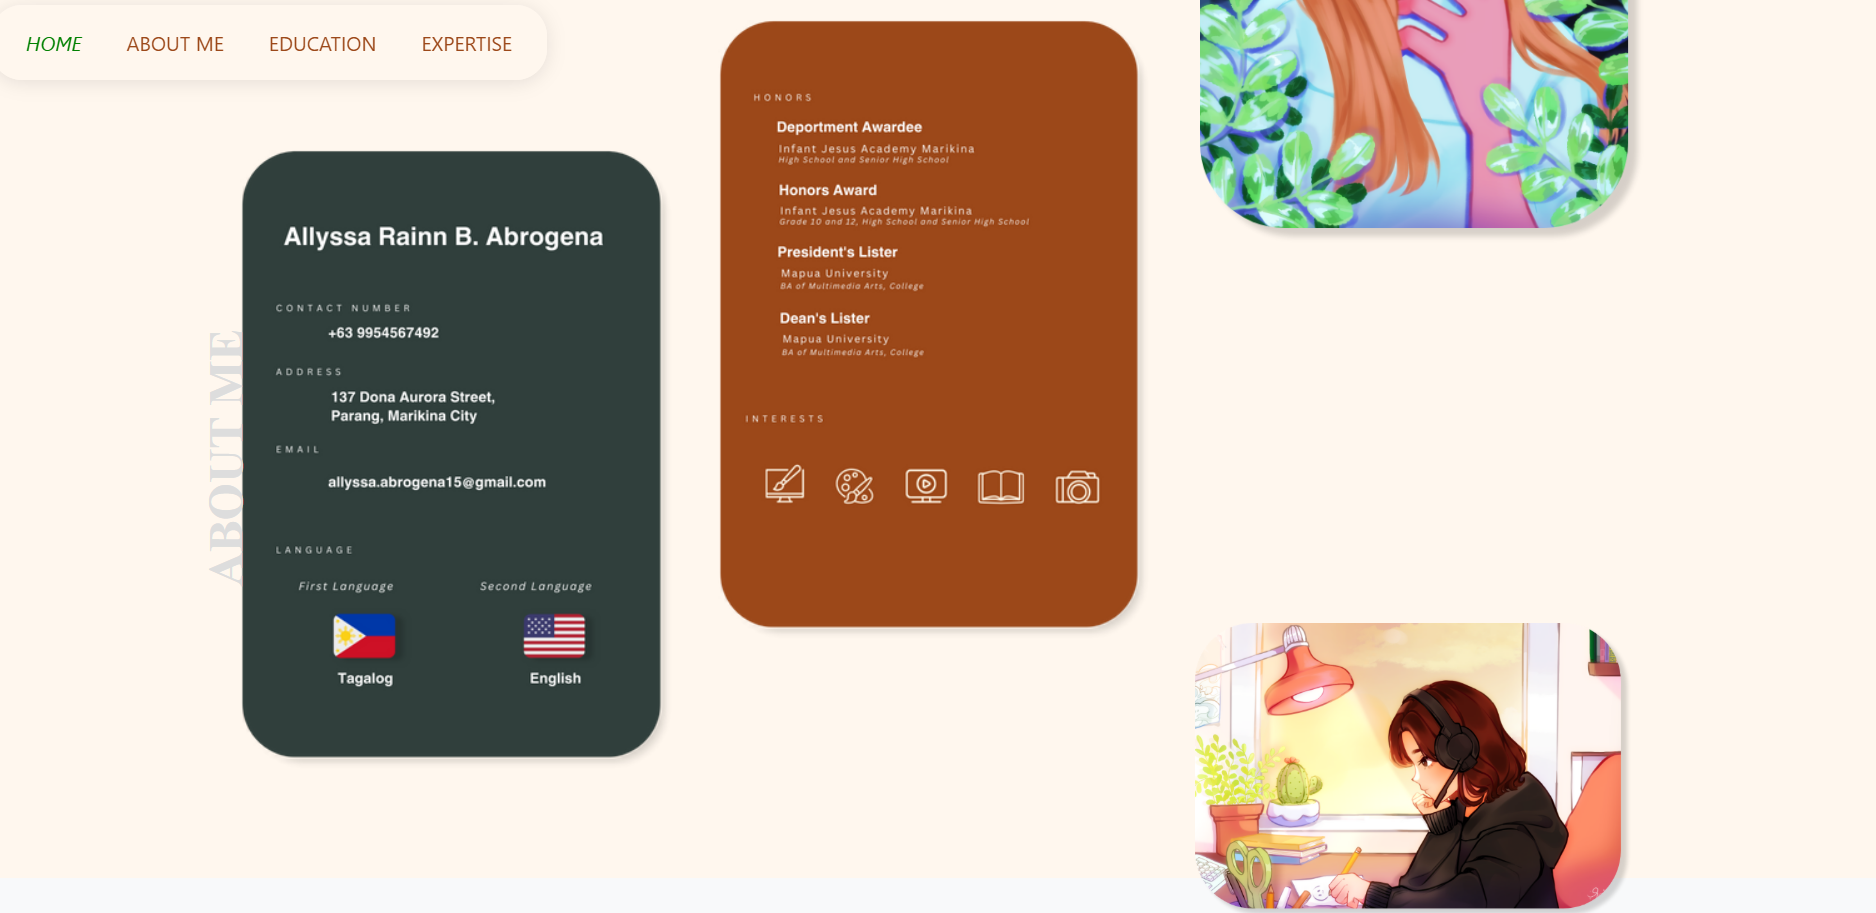 HOME ABOUT ME EDUCATION EXPERTISE
ABOUT ME
Allyssa Rainn B. Abrogena
CONTACT NUMBER
+63 9954567492
ADDRESS
137 Dona Aurora Street,
Parang, Marikina City
EMAIL
allyssa.abrogena15@gmail.com
LANGUAGE
First Language Second Language
Tagalog English
HONORS
Deportment Awardee
Infant Jesus Academy Marikina
High School and Senior High School
Honors Award
Infant Jesus Academy Marikina
Grade 10 and 12, High School and Senior High School
President's Lister
Mapua University
BA of Multimedia Arts, College
Dean's Lister
Mapua University
BA of Multimedia Arts, College
INTERESTS